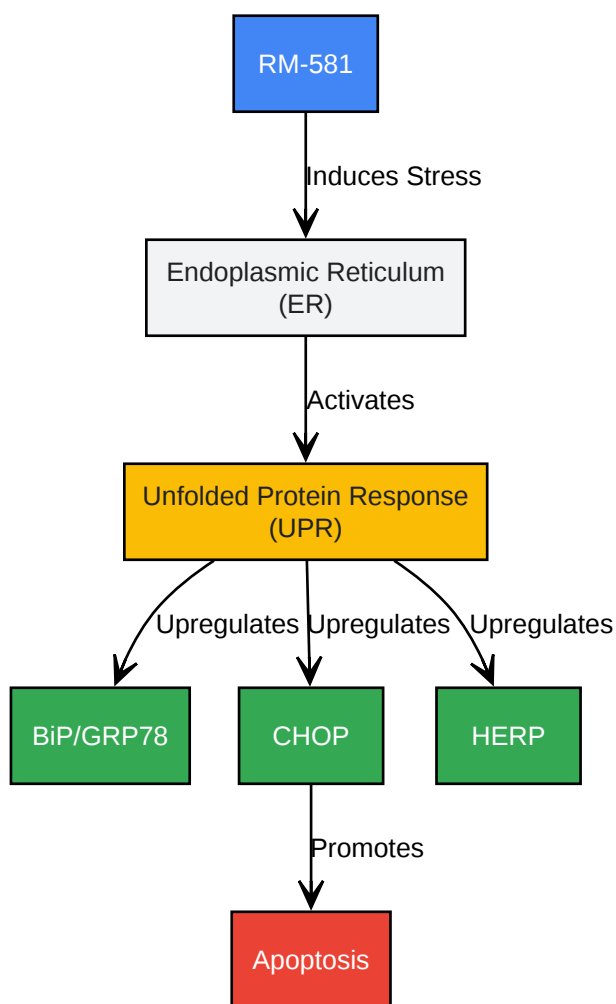 RM-581
Induces Stress
Endoplasmic Reticulum
(ER)
Activates
Unfolded Protein Response
(UPR)
Upregulates Upregulates Upregulates
BiP/GRP78 CHOP HERP
Promotes
Apoptosis